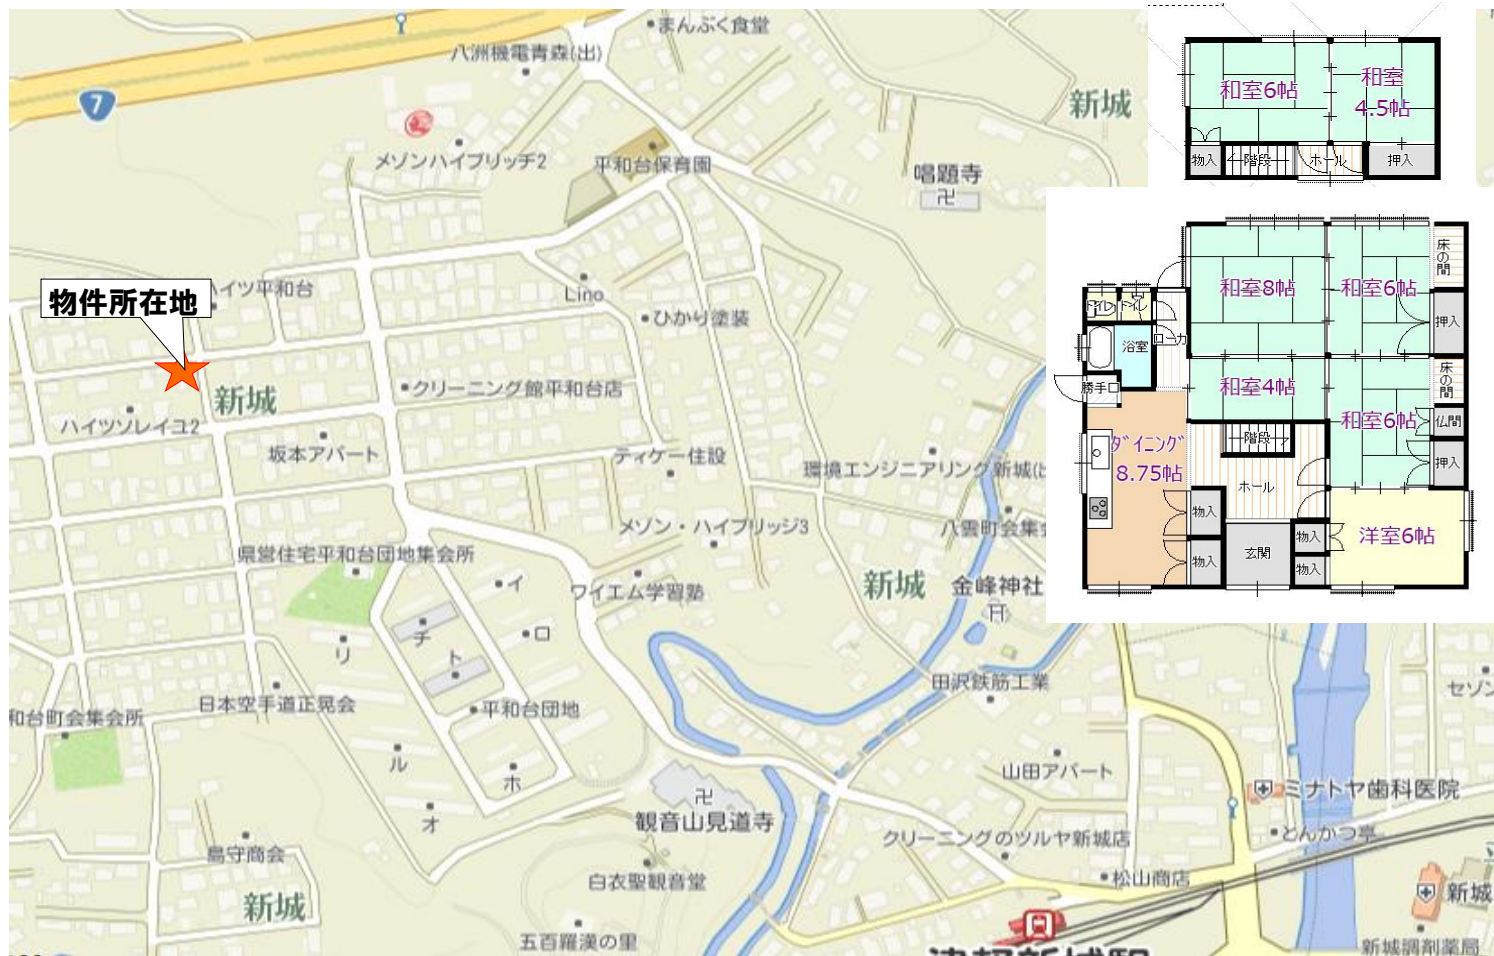 まんぷく食堂
八洲機電青森(出)
7
新城
メゾンハイブリッチ2
平和台保育園
唱題寺
卍
ハイツ平和台
物件所在地
Lino
ひかり塗装
新城
クリーニング館平和台店
ハイツソレイユ2
坂本アパート
ティケー住設
環境エンジニアリング新城(出
メゾン・ハイブリッジ3
八雲町会集会
県営住宅平和台団地集会所
新城
金峰神社
ワイエム学習塾
イ
チ
ロ
リ
ト
田沢鉄筋工業
セゾン
日本空手道正晃会
和台町会集会所
平和台団地
ル
ホ
山田アパート
ミナトヤ歯科医院
卍
オ
観音山見道寺
クリーニングのツルヤ新城店
とんかつ亭
島守商会
白衣聖観音堂
松山商店
新城
新城
五百羅漢の里
新城調剤薬局
津軽新城駅
和室6帖
和室
4.5帖
物入
階段
ホール
押入
和室8帖
和室6帖
床の間
押入
トイレ
トイレ
浴室
ローカ
勝手口
和室4帖
和室6帖
床の間
仏間
押入
ダイニング
8.75帖
階段
ホール
物入
物入
玄関
物入
物入
洋室6帖